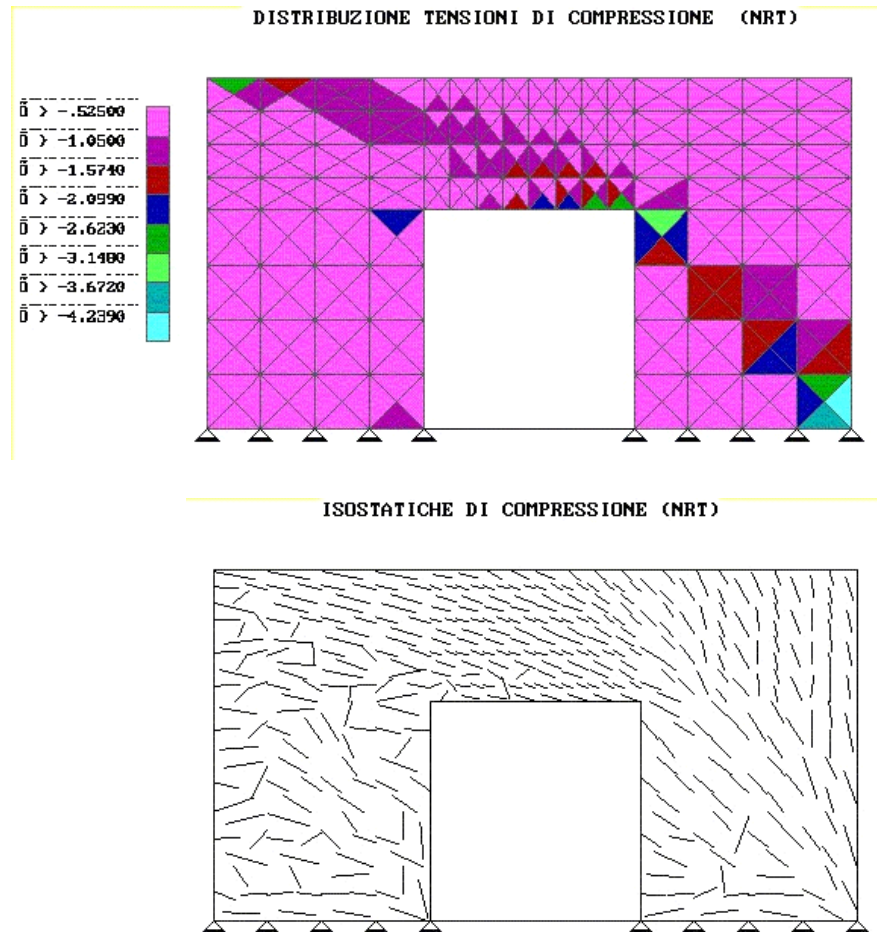 DISTRIBUZIONE TENSIONI DI COMPRESSIONE (NRT)
õ > -.52500
õ > -1.0500
õ > -1.5740
õ > -2.0990
õ > -2.6230
õ > -3.1480
õ > -3.6720
õ > -4.2390
ISOSTATICHE DI COMPRESSIONE (NRT)